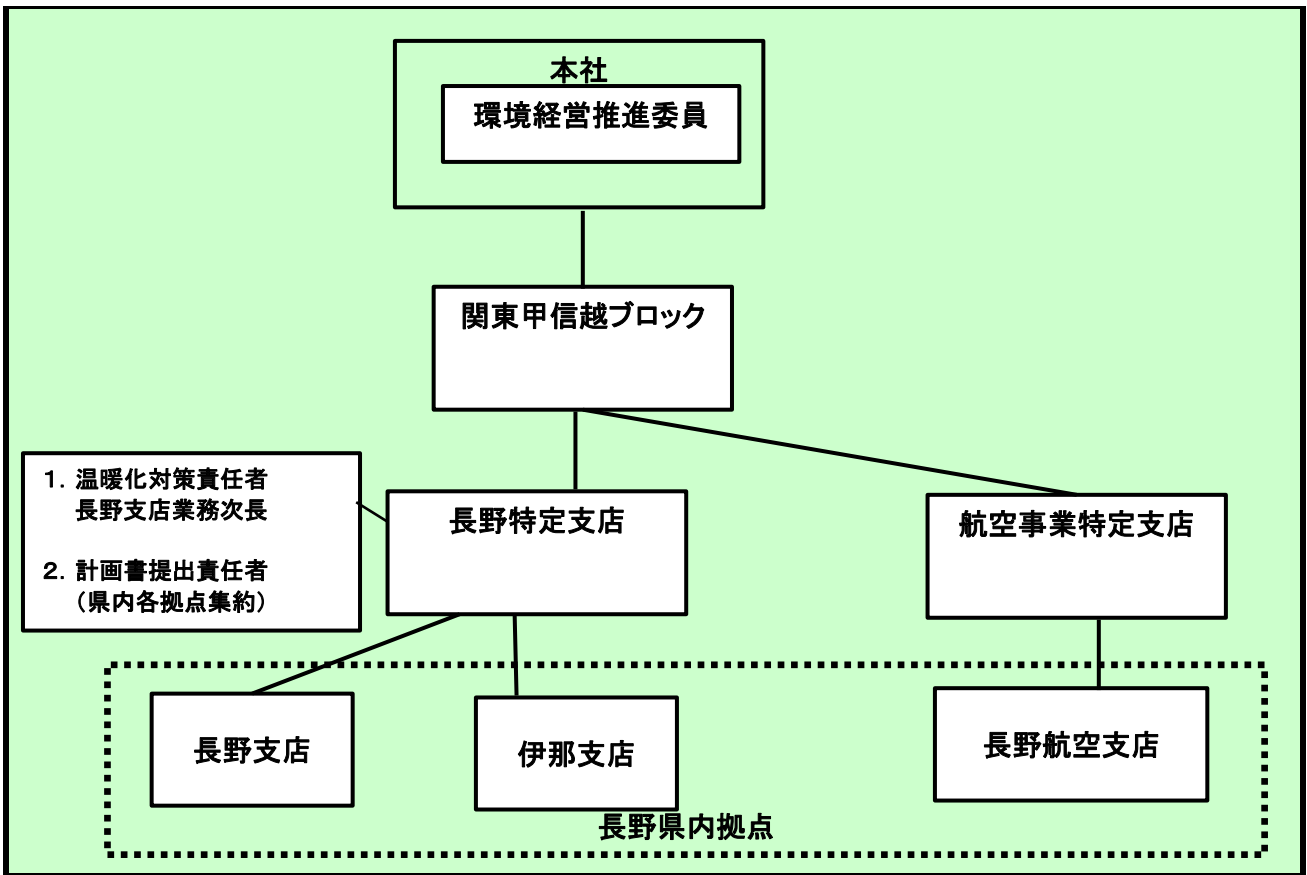 本社
環境経営推進委員
関東甲信越ブロック
1. 温暖化対策責任者
長野支店業務次長
2. 計画書提出責任者
(県内各拠点集約)
長野特定支店
航空事業特定支店
長野支店
伊那支店
長野航空支店
長野県内拠点